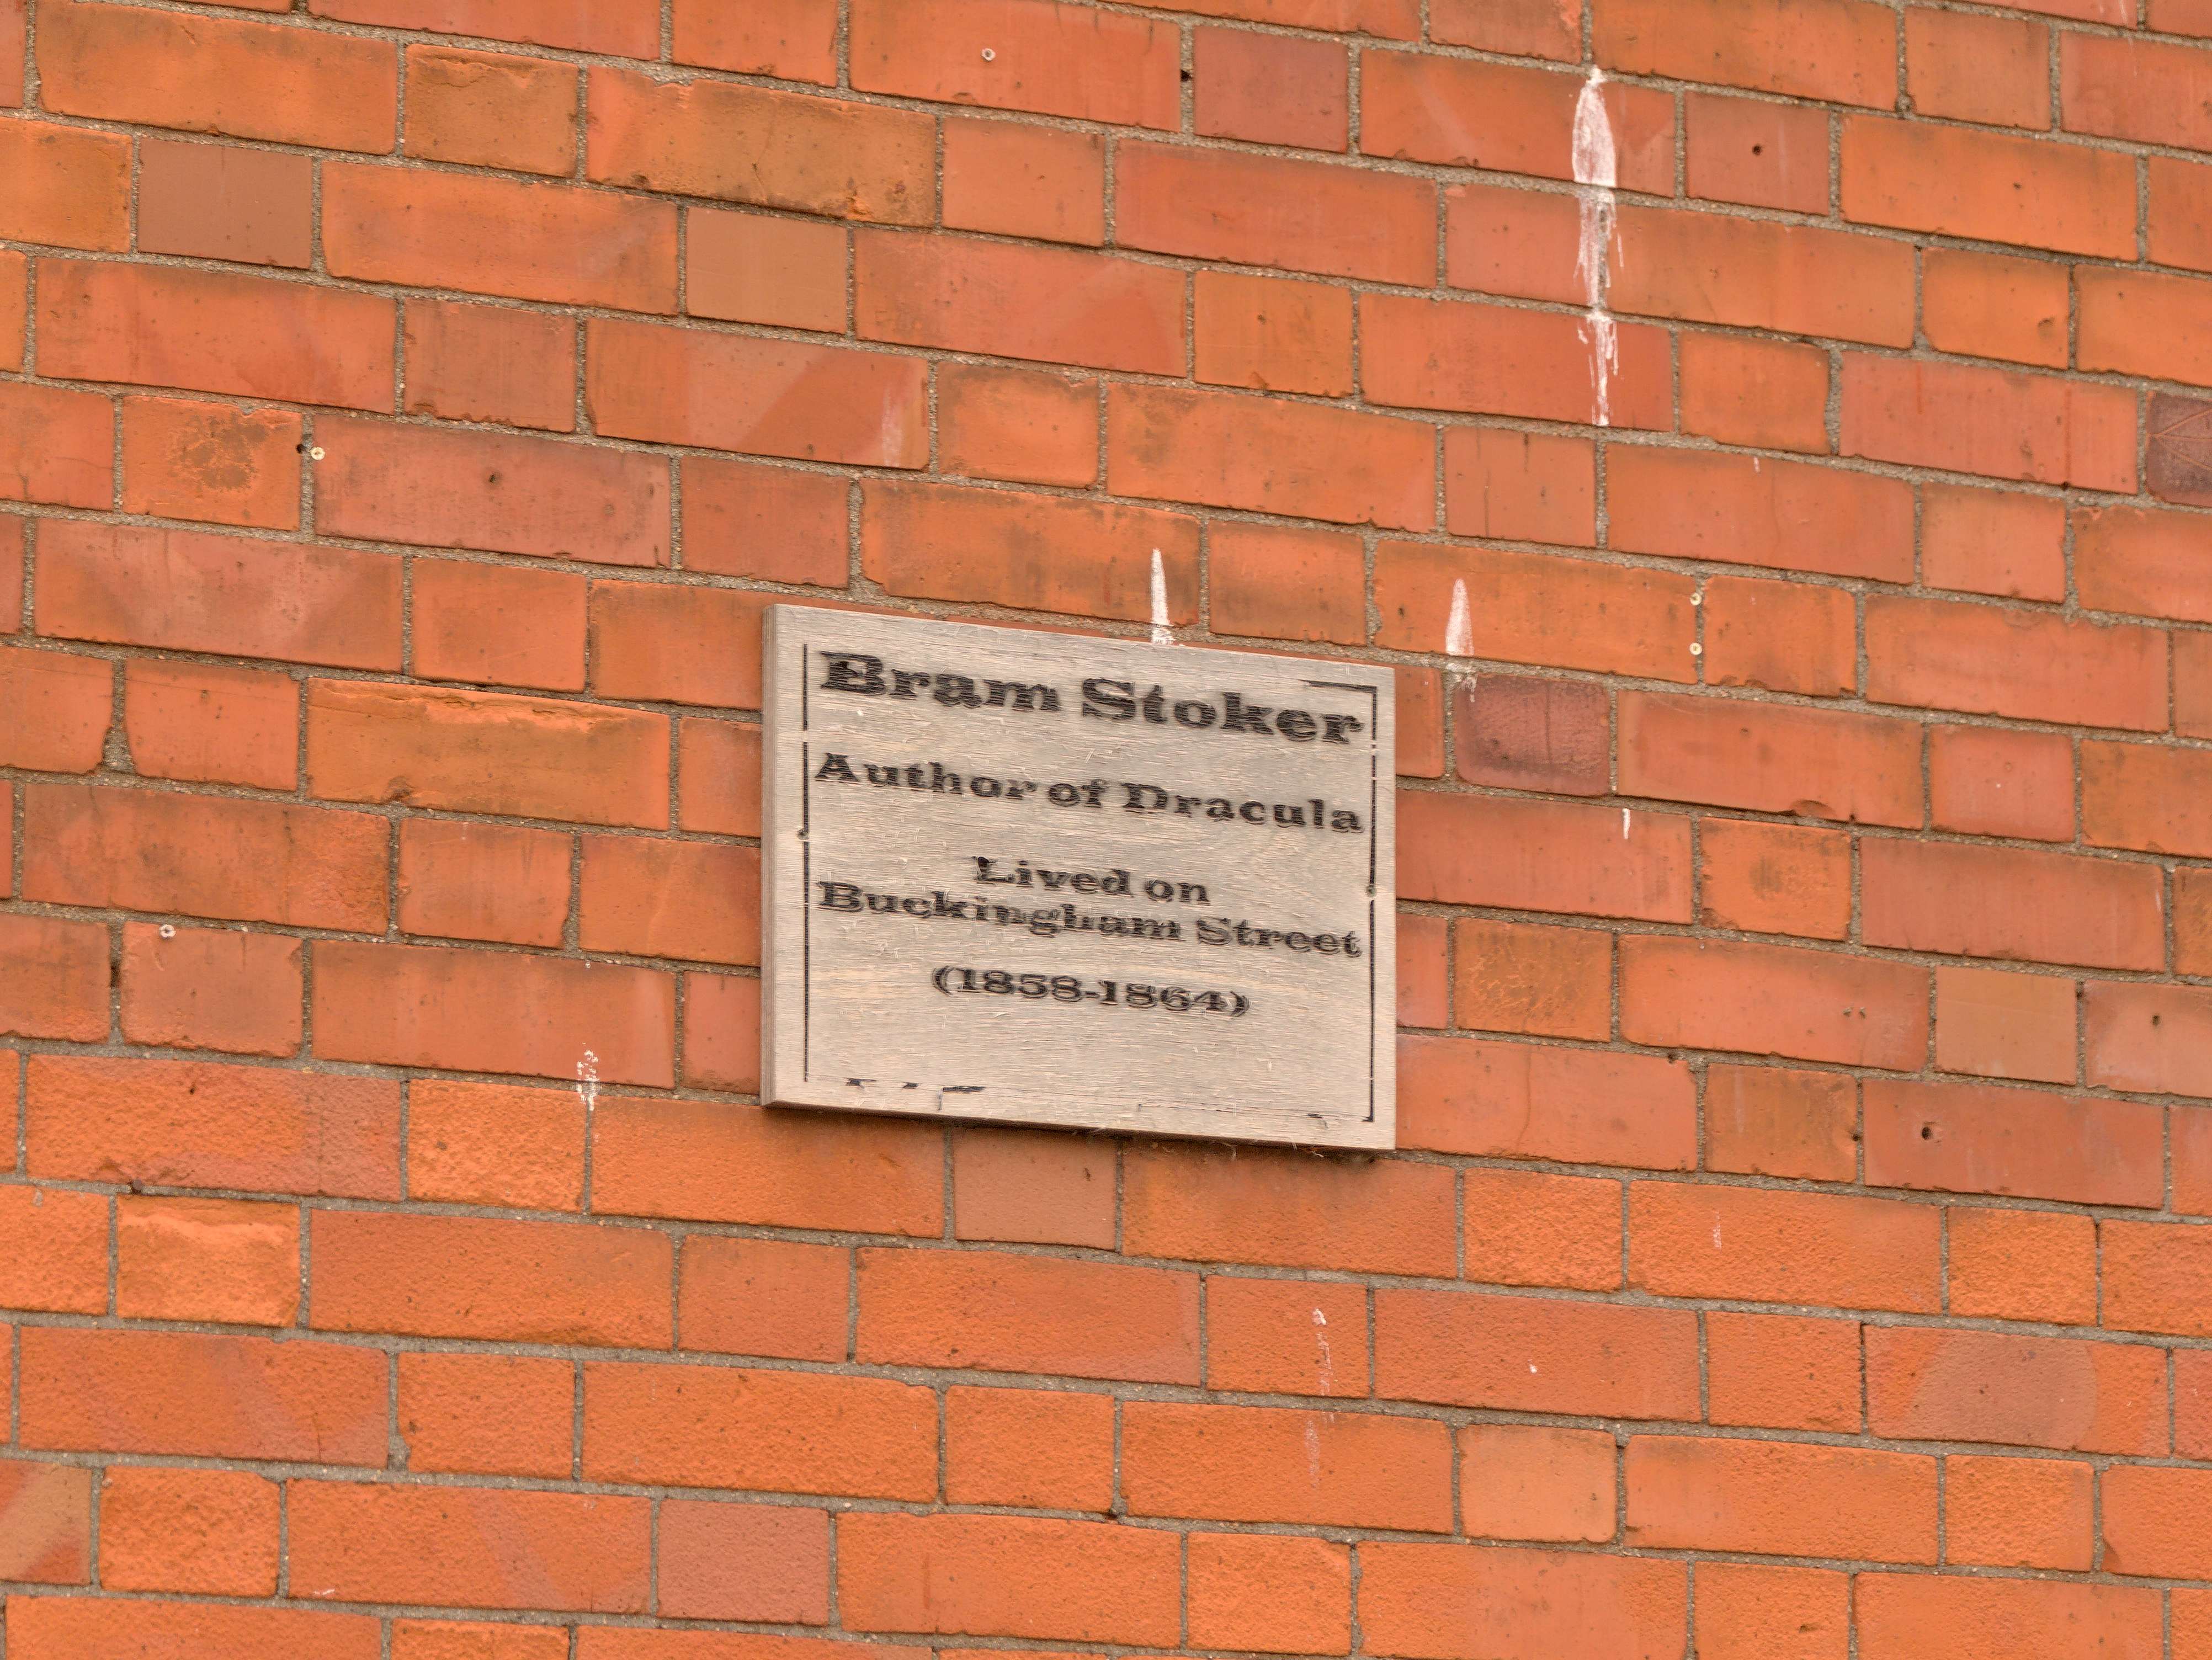 Bram Stoker
Author of Dracula
Lived on
Buckingham Street
(1858-1864)